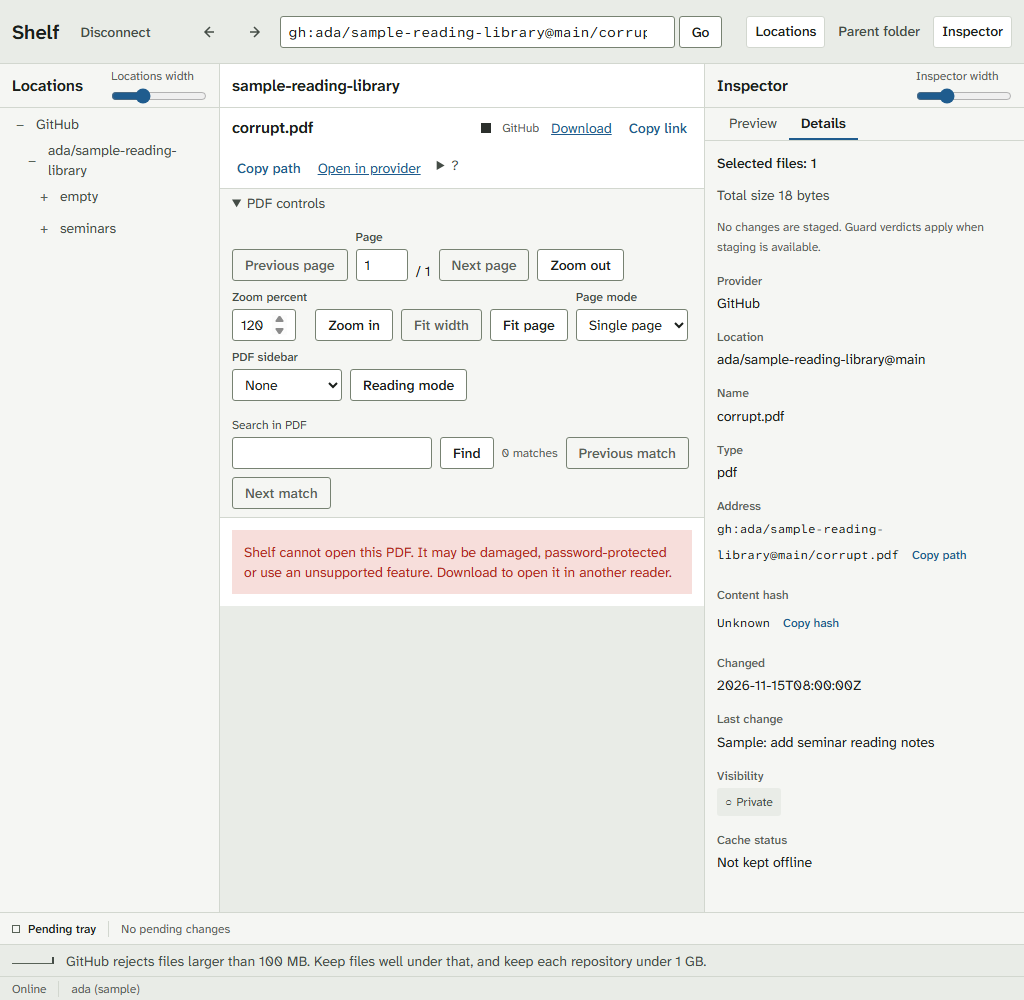 Shelf Disconnect ← → gh:ada/sample-reading-library@main/corrup Go Locations Parent folder Inspector
Locations Locations width
− GitHub
− ada/sample-reading-
library
+ empty
+ seminars
sample-reading-library
corrupt.pdf GitHub Download Copy link
Copy path Open in provider ▶ ?
▼ PDF controls
Page
Previous page 1 / 1 Next page Zoom out
Zoom percent Page mode
120 Zoom in Fit width Fit page Single page
PDF sidebar
None Reading mode
Search in PDF
Find 0 matches Previous match
Next match
Shelf cannot open this PDF. It may be damaged, password-protected
or use an unsupported feature. Download to open it in another reader.
Inspector Inspector width
Preview Details
Selected files: 1
Total size 18 bytes
No changes are staged. Guard verdicts apply when
staging is available.
Provider
GitHub
Location
ada/sample-reading-library@main
Name
corrupt.pdf
Type
pdf
Address
gh:ada/sample-reading-
library@main/corrupt.pdf Copy path
Content hash
Unknown Copy hash
Changed
2026-11-15T08:00:00Z
Last change
Sample: add seminar reading notes
Visibility
○ Private
Cache status
Not kept offline
Pending tray No pending changes
GitHub rejects files larger than 100 MB. Keep files well under that, and keep each repository under 1 GB.
Online ada (sample)